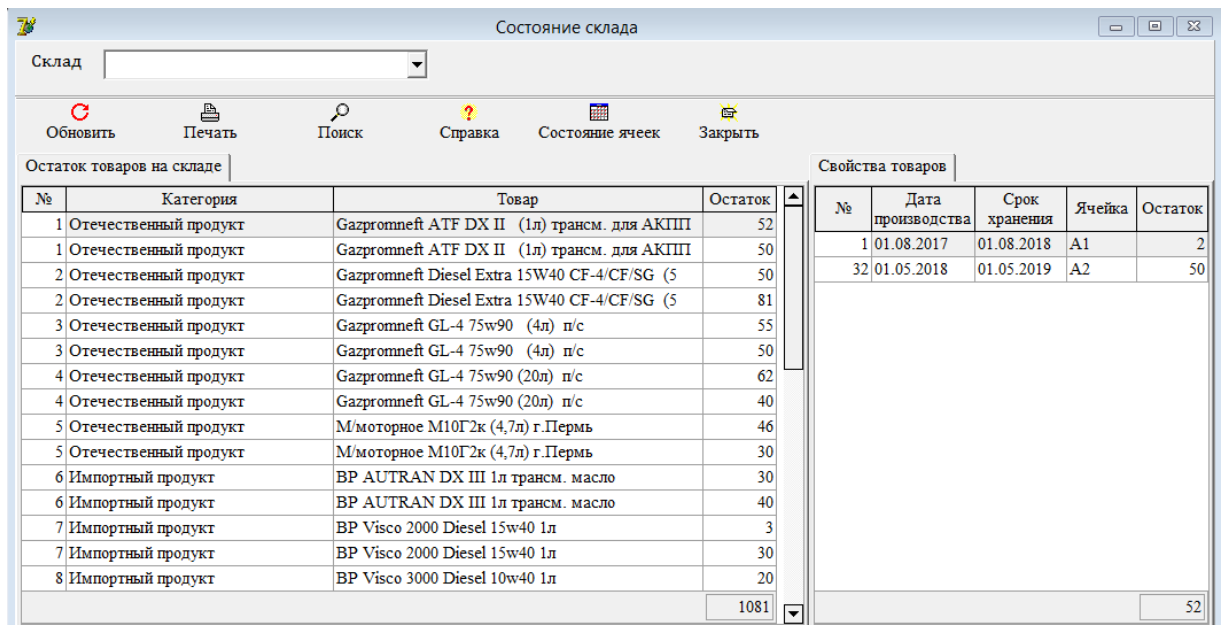 Состояние склада
Склад
Обновить Печать Поиск Справка Состояние ячеек Закрыть
Остаток товаров на складе
№ Категория Товар Остаток
1 Отечественный продукт Gazpromneft ATF DX II (1л) трансм. для АКПП 52
1 Отечественный продукт Gazpromneft ATF DX II (1л) трансм. для АКПП 50
2 Отечественный продукт Gazpromneft Diesel Extra 15W40 CF-4/CF/SG (5 50
2 Отечественный продукт Gazpromneft Diesel Extra 15W40 CF-4/CF/SG (5 81
3 Отечественный продукт Gazpromneft GL-4 75w90 (4л) п/с 55
3 Отечественный продукт Gazpromneft GL-4 75w90 (4л) п/с 50
4 Отечественный продукт Gazpromneft GL-4 75w90 (20л) п/с 62
4 Отечественный продукт Gazpromneft GL-4 75w90 (20л) п/с 40
5 Отечественный продукт М/моторное М10Г2к (4,7л) г.Пермь 46
5 Отечественный продукт М/моторное М10Г2к (4,7л) г.Пермь 30
6 Импортный продукт BP AUTRAN DX III 1л трансм. масло 30
6 Импортный продукт BP AUTRAN DX III 1л трансм. масло 40
7 Импортный продукт BP Visco 2000 Diesel 15w40 1л 3
7 Импортный продукт BP Visco 2000 Diesel 15w40 1л 30
8 Импортный продукт BP Visco 3000 Diesel 10w40 1л 20
1081
Свойства товаров
№ Дата производства Срок хранения Ячейка Остаток
1 01.08.2017 01.08.2018 А1 2
32 01.05.2018 01.05.2019 А2 50
52